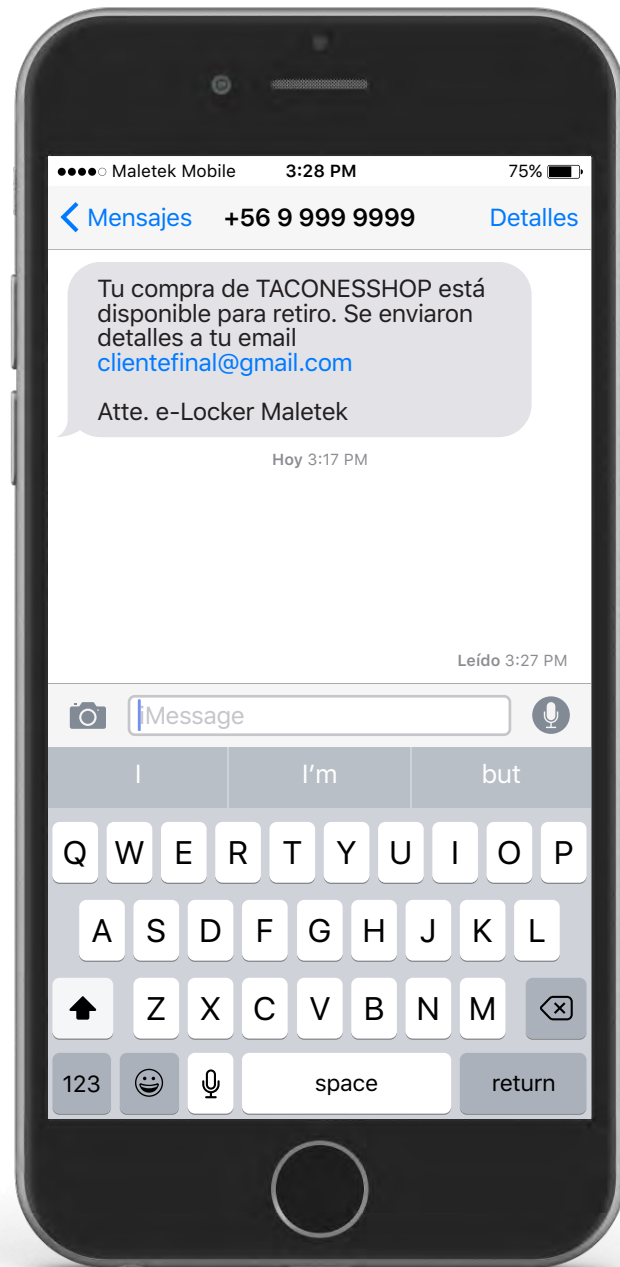 Maletek Mobile 3:28 PM 75%
Mensajes +56 9 999 9999 Detalles
Tu compra de TACONESSHOP está
disponible para retiro. Se enviaron
detalles a tu email
clientefinal@gmail.com
Atte. e-Locker Maletek
Hoy 3:17 PM
Leído 3:27 PM
iMessage
I I'm but
Q W E R T Y U I O P
A S D F G H J K L
Z X C V B N M
123 space return